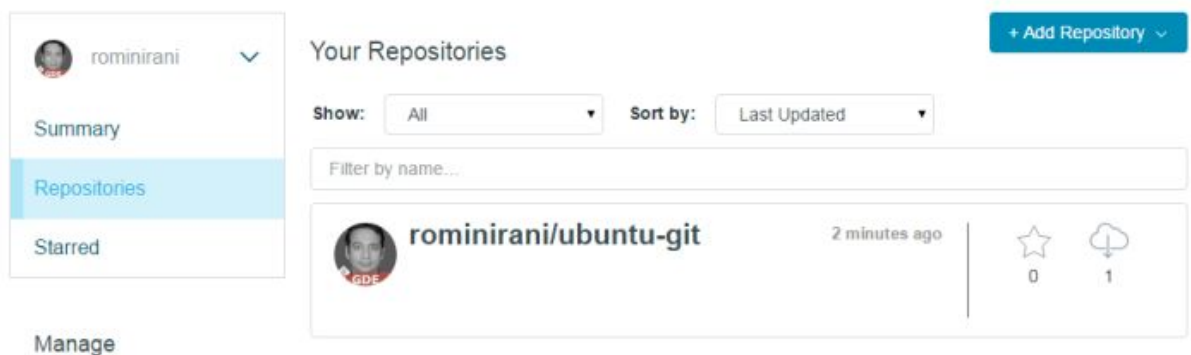 rominirani
Summary
Repositories
Starred
Manage
+ Add Repository
Your Repositories
Show: All Sort by: Last Updated
Filter by name...
rominirani/ubuntu-git 2 minutes ago
GDE
0 1